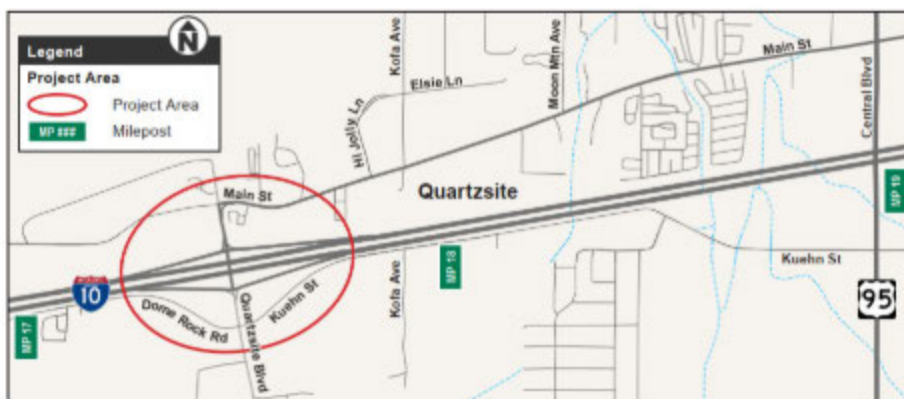 Legend
N
Project Area
Project Area
MP ###
Milepost
Kofa Ave
Elsie Ln
Hi Jolly Ln
Moon Mtn Ave
Main St
Central Blvd
Main St
Quartzsite
MP 19
MP 18
Kuehn St
INTERSTATE
10
Kuehn St
Kofa Ave
95
MP 17
Dome Rock Rd
Quartzsite Blvd